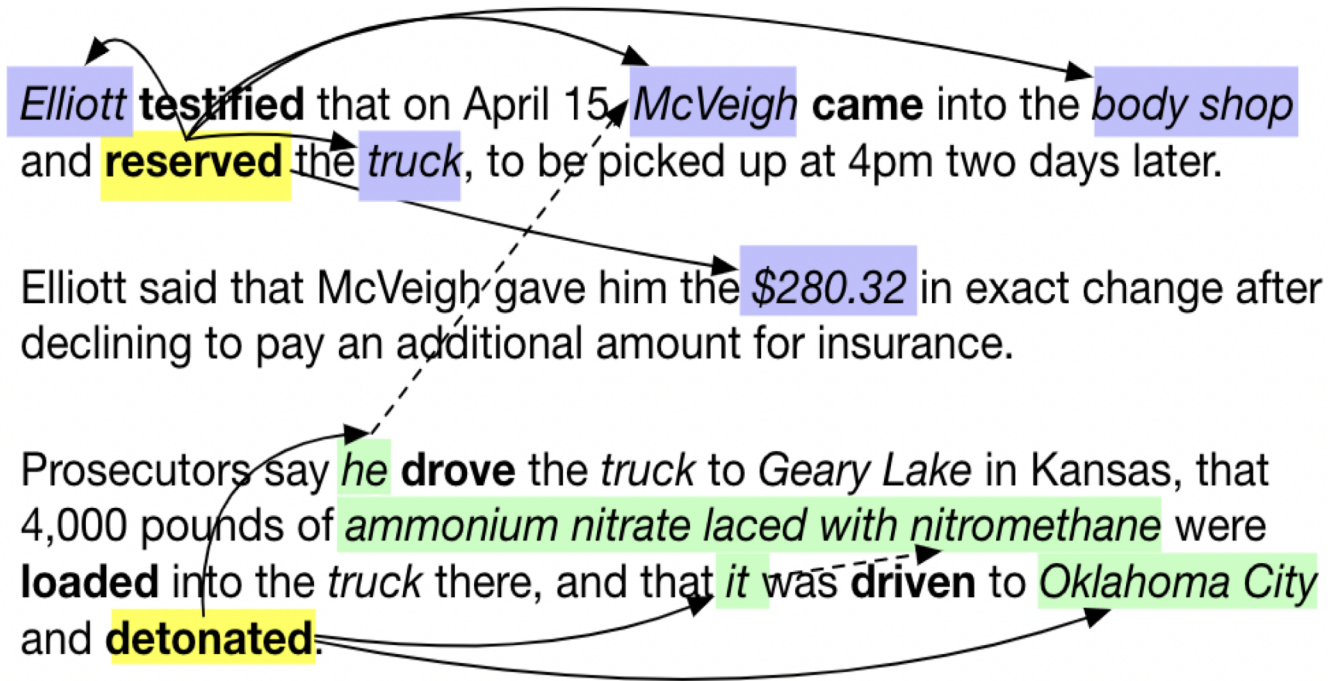 Elliott testified that on April 15, McVeigh came into the body shop
and reserved the truck, to be picked up at 4pm two days later.
Elliott said that McVeigh gave him the $280.32 in exact change after
declining to pay an additional amount for insurance.
Prosecutors say he drove the truck to Geary Lake in Kansas, that
4,000 pounds of ammonium nitrate laced with nitromethane were
loaded into the truck there, and that it was driven to Oklahoma City
and detonated.